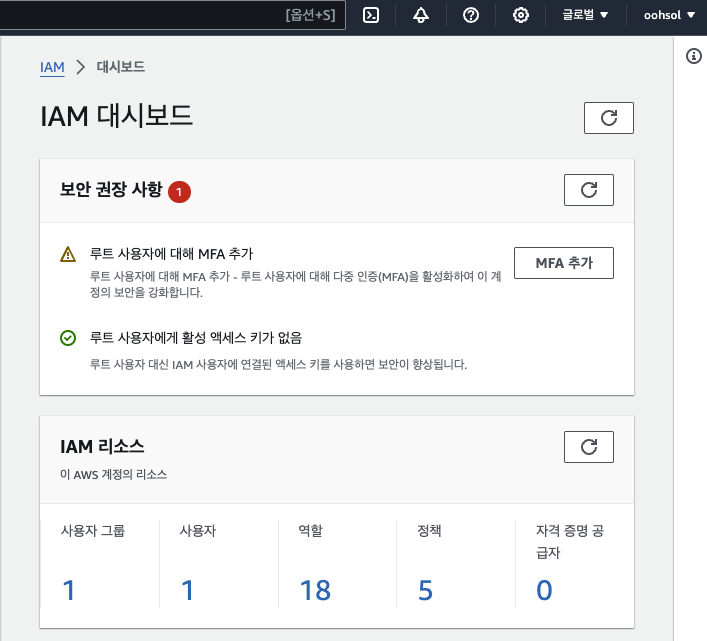 [옵션+S]
글로벌
oohsol
IAM
대시보드
IAM 대시보드
보안 권장 사항 1
루트 사용자에 대해 MFA 추가
루트 사용자에 대해 MFA 추가 - 루트 사용자에 대해 다중 인증(MFA)을 활성화하여 이 계
정의 보안을 강화합니다.
MFA 추가
루트 사용자에게 활성 액세스 키가 없음
루트 사용자 대신 IAM 사용자에 연결된 액세스 키를 사용하면 보안이 향상됩니다.
IAM 리소스
이 AWS 계정의 리소스
사용자 그룹
1
사용자
1
역할
18
정책
5
자격 증명 공
급자
0